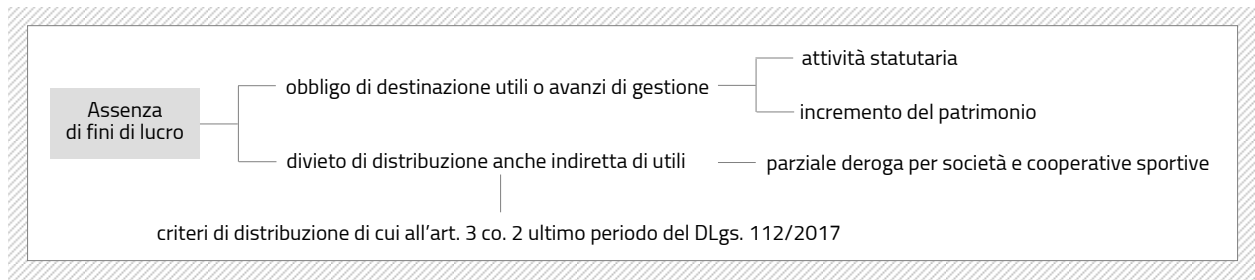 Assenza
di fini di lucro
obbligo di destinazione utili o avanzi di gestione
attività statutaria
incremento del patrimonio
divieto di distribuzione anche indiretta di utili
parziale deroga per società e cooperative sportive
criteri di distribuzione di cui all'art. 3 co. 2 ultimo periodo del DLgs. 112/2017